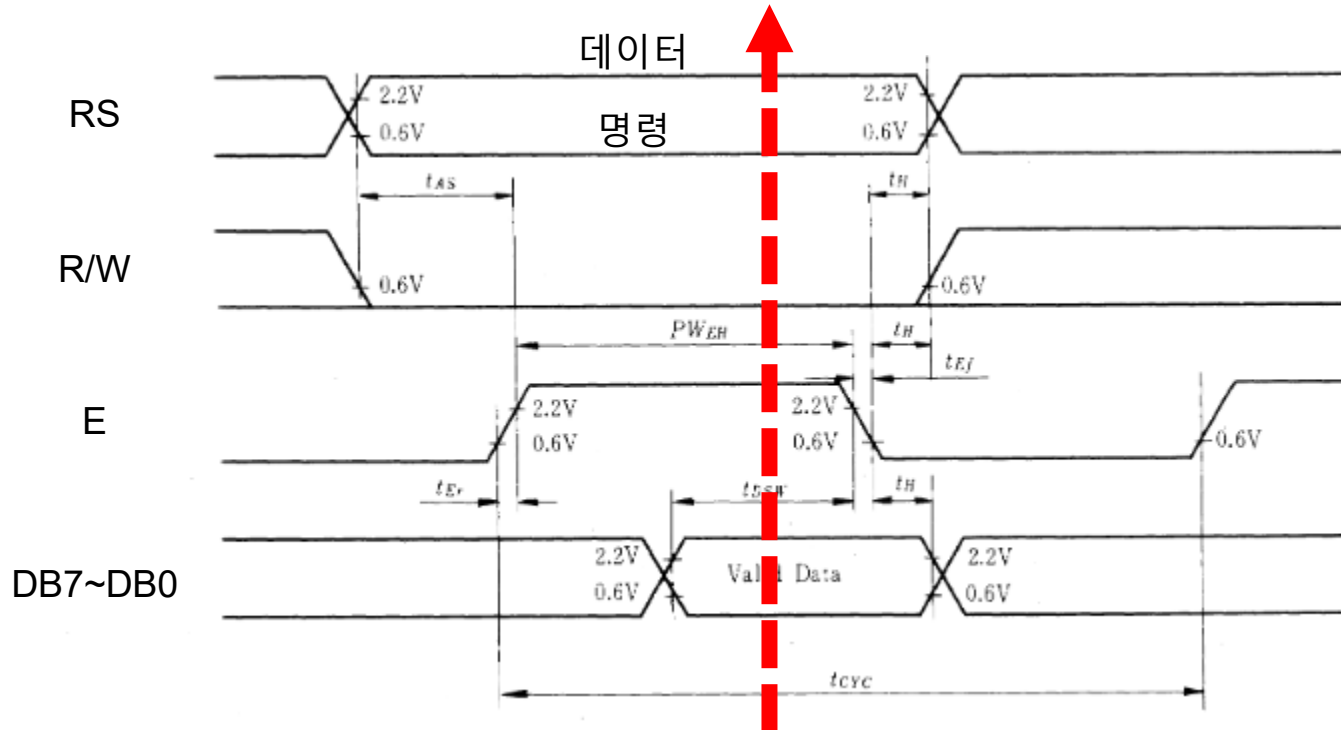 데이터
RS
2.2V
2.2V
명령
0.6V
0.6V
tAS
tH
R/W
0.6V
0.6V
PWEH
tH
tEf
E
2.2V
2.2V
0.6V
0.6V
0.6V
tEr
tDSW
tH
DB7~DB0
2.2V
Valid Data
2.2V
0.6V
0.6V
tCYC